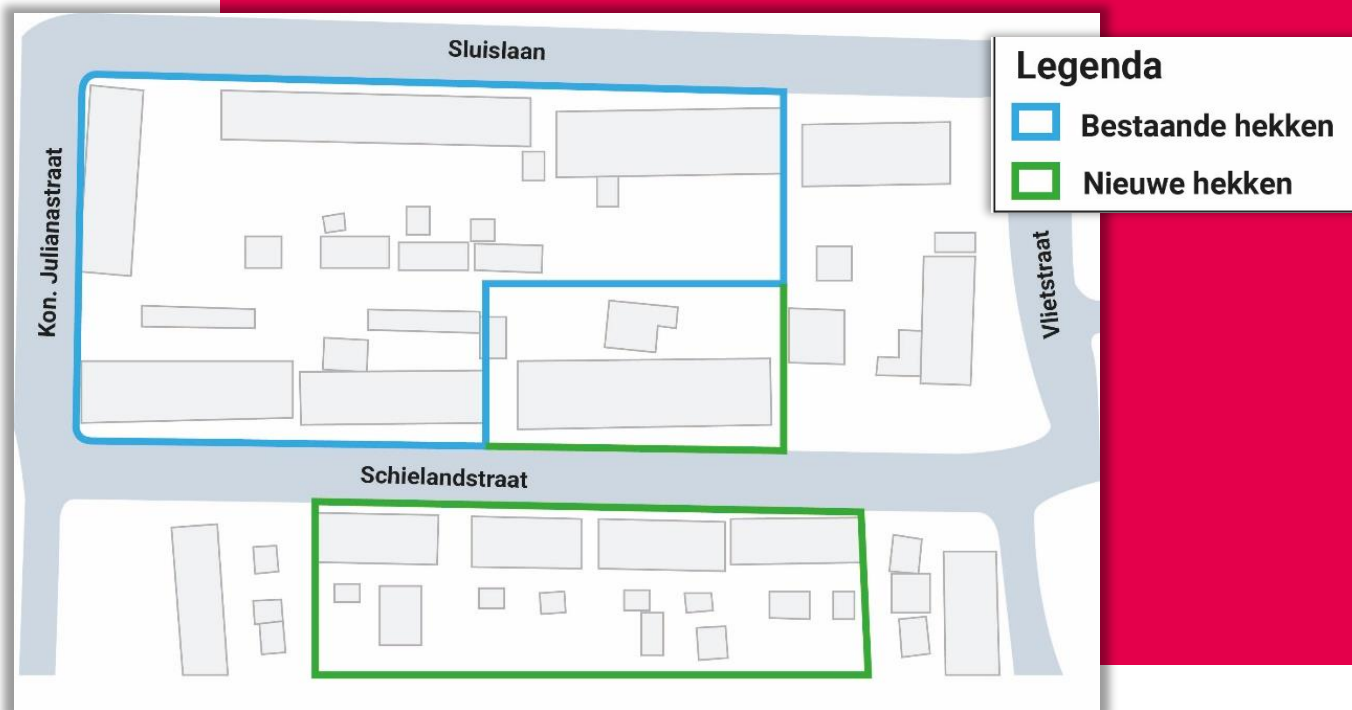 Sluislaan
Legenda
Bestaande hekken
Nieuwe hekken
Kon. Julianastraat
Vlietstraat
Schielandstraat